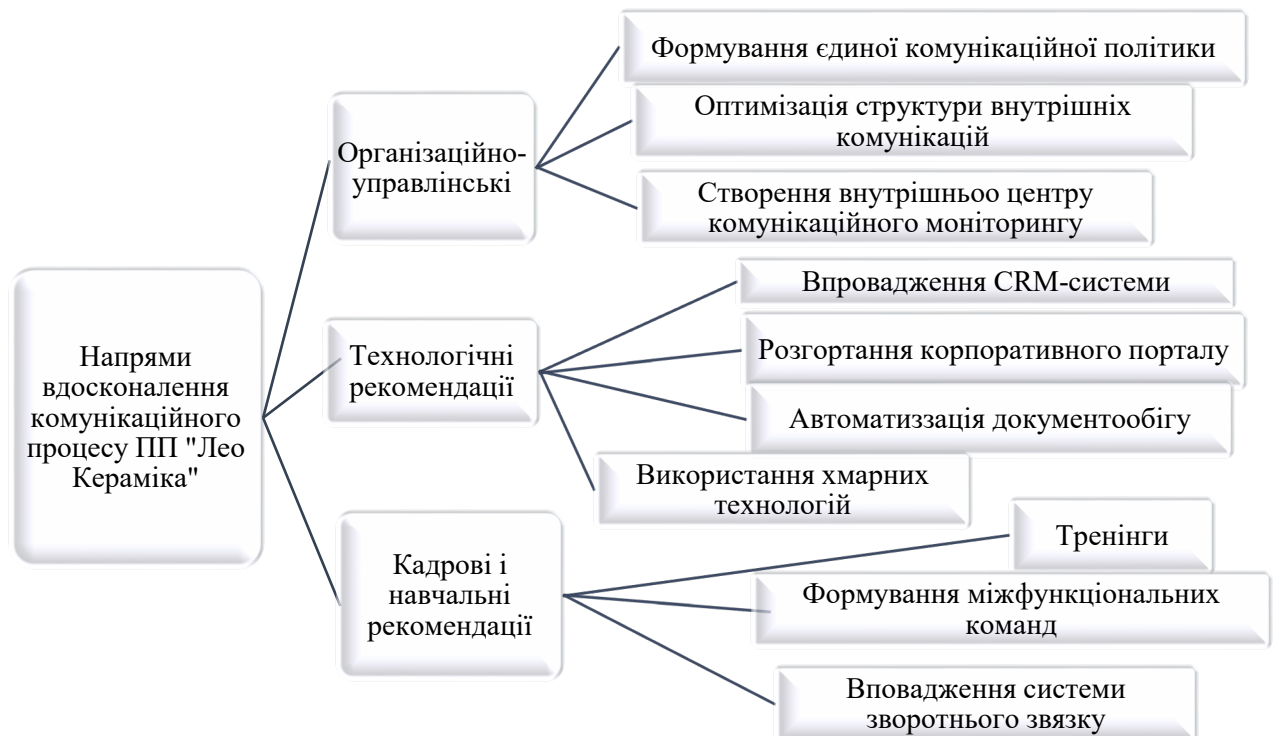 Напрями
вдосконалення
комунікаційного
процесу ПП "Лео
Кераміка"
Організаційно-
управлінські
Формування єдиної комунікаційної політики
Оптимізація структури внутрішніх
комунікацій
Створення внутрішньоо центру
комунікаційного моніторингу
Технологічні
рекомендації
Впровадження CRM-системи
Розгортання корпоративного порталу
Автоматиззація документообігу
Використання хмарних
технологій
Кадрові і
навчальні
рекомендації
Тренінги
Формування міжфункціональних
команд
Вповадження системи
зворотнього звязку